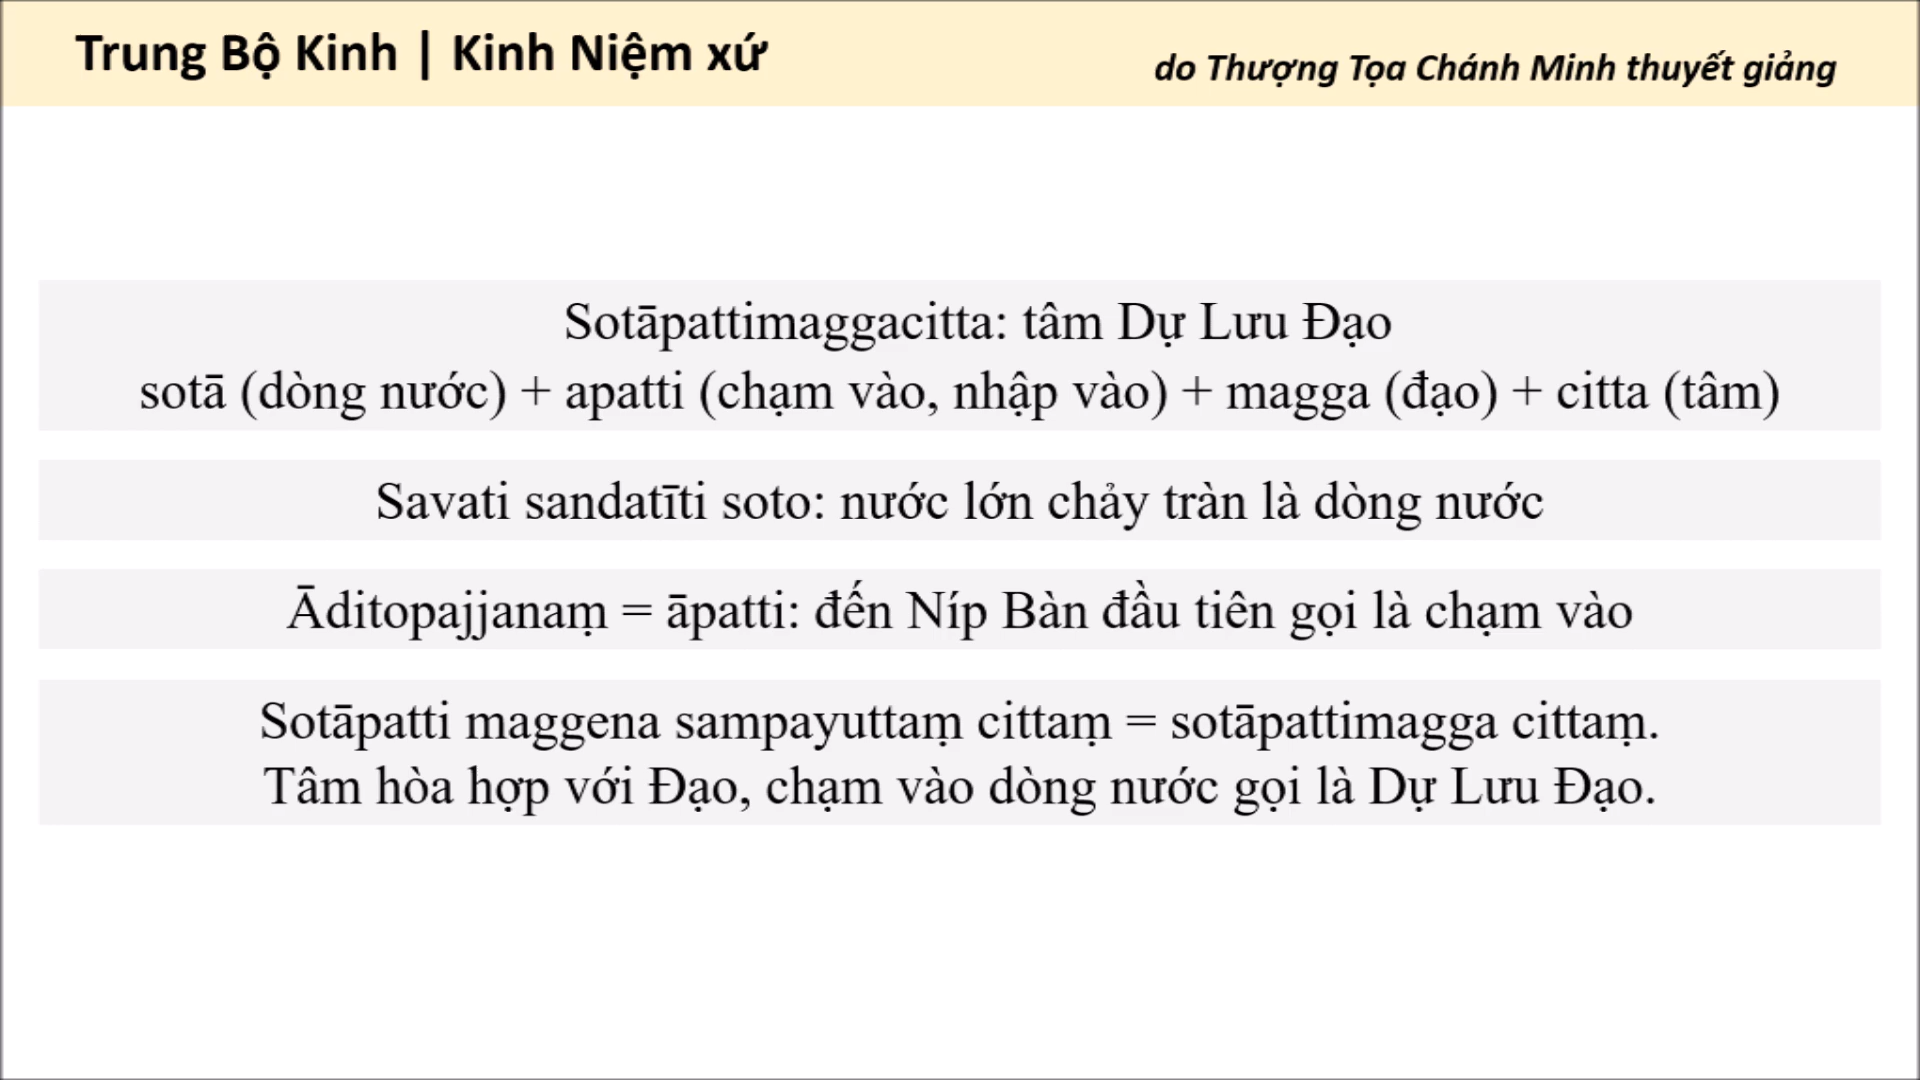 Trung Bộ Kinh | Kinh Niệm xứ
do Thượng Tọa Chánh Minh thuyết giảng
Sotāpattimaggacitta: tâm Dự Lưu Đạo
sotā (dòng nước) + apatti (chạm vào, nhập vào) + magga (đạo) + citta (tâm)
Savati sandatīti soto: nước lớn chảy tràn là dòng nước
Āditopajjanaṃ = āpatti: đến Níp Bàn đầu tiên gọi là chạm vào
Sotāpatti maggena sampayuttaṃ cittaṃ = sotāpattimagga cittaṃ.
Tâm hòa hợp với Đạo, chạm vào dòng nước gọi là Dự Lưu Đạo.